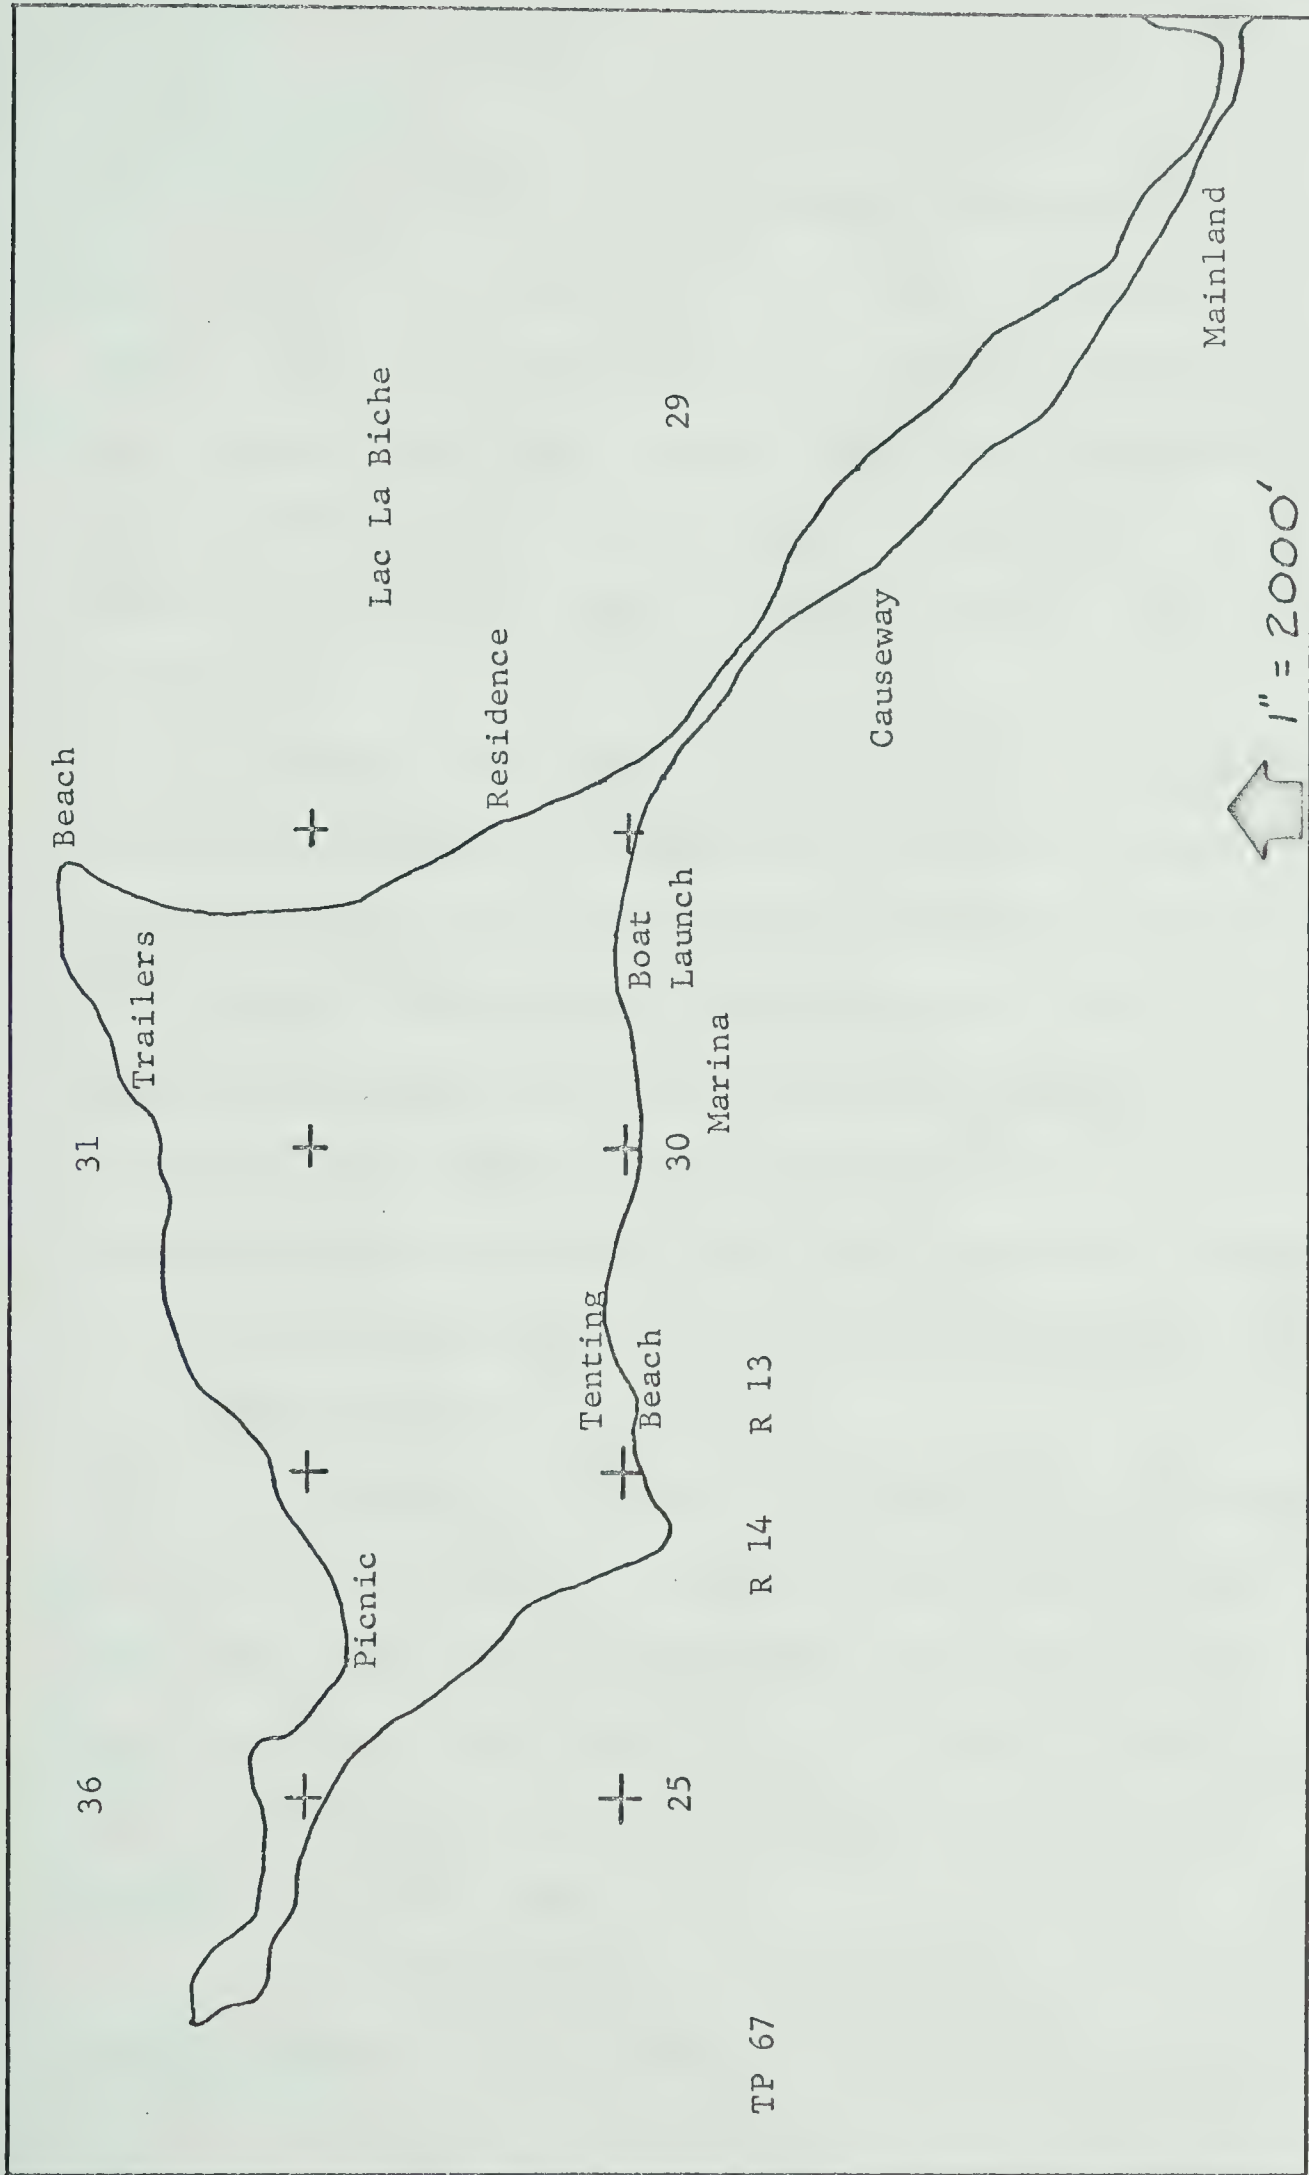 Beach
Trailers
31
36
Lac La Biche
Residence
Picnic
Tenting
Beach
Boat
Launch
29
30
25
Marina
R 14
R 13
TP 67
Causeway
Mainland
1" = 2000'